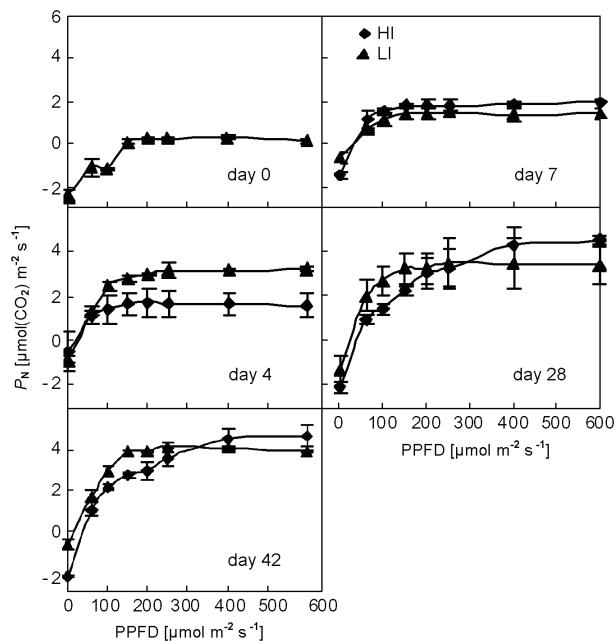 6
4
2
0
-2
day 0
HI
LI
day 7
4
2
0
-2
P_N [µmol(CO₂) m⁻² s⁻¹]
day 4
day 28
0 100 200 300 400 500 600
PPFD [µmol m⁻² s⁻¹]
4
2
0
-2
day 42
0 100 200 300 400 500 600
PPFD [µmol m⁻² s⁻¹]